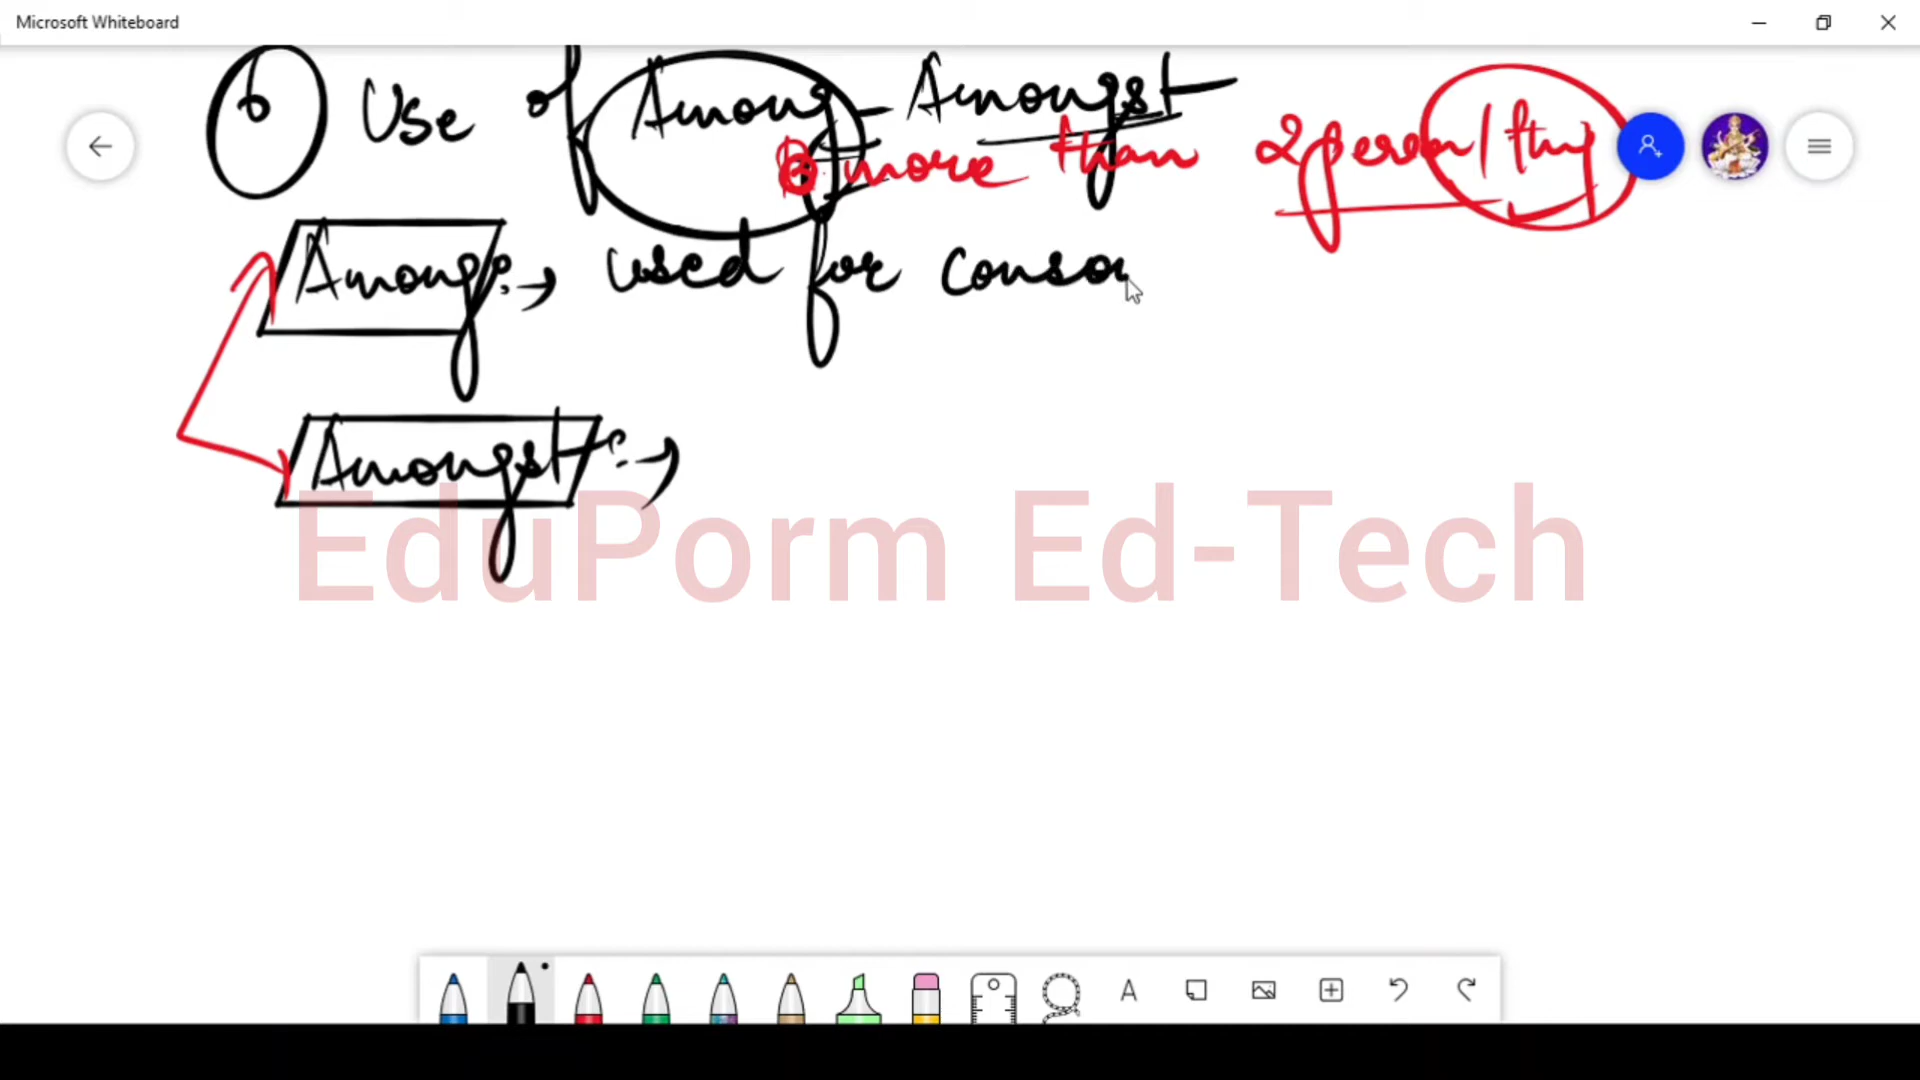 Microsoft Whiteboard
6 Use of Among - Amongst
more than 2 person / thing
Among :→ used for conso
Amongst :→
EduPorm Ed-Tech